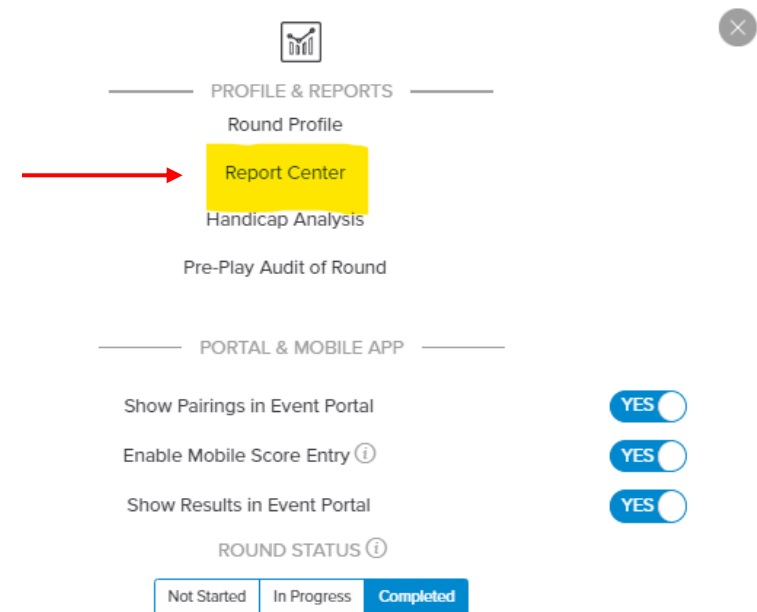 PROFILE & REPORTS
Round Profile
Report Center
Handicap Analysis
Pre-Play Audit of Round
PORTAL & MOBILE APP
Show Pairings in Event Portal YES
Enable Mobile Score Entry i YES
Show Results in Event Portal YES
ROUND STATUS i
Not Started In Progress Completed